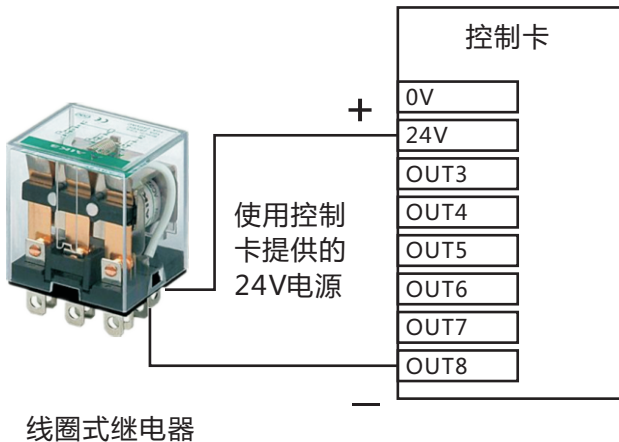 控制卡
+
0V
24V
OUT3
OUT4
OUT5
OUT6
OUT7
OUT8
使用控制
卡提供的
24V电源
—
线圈式继电器